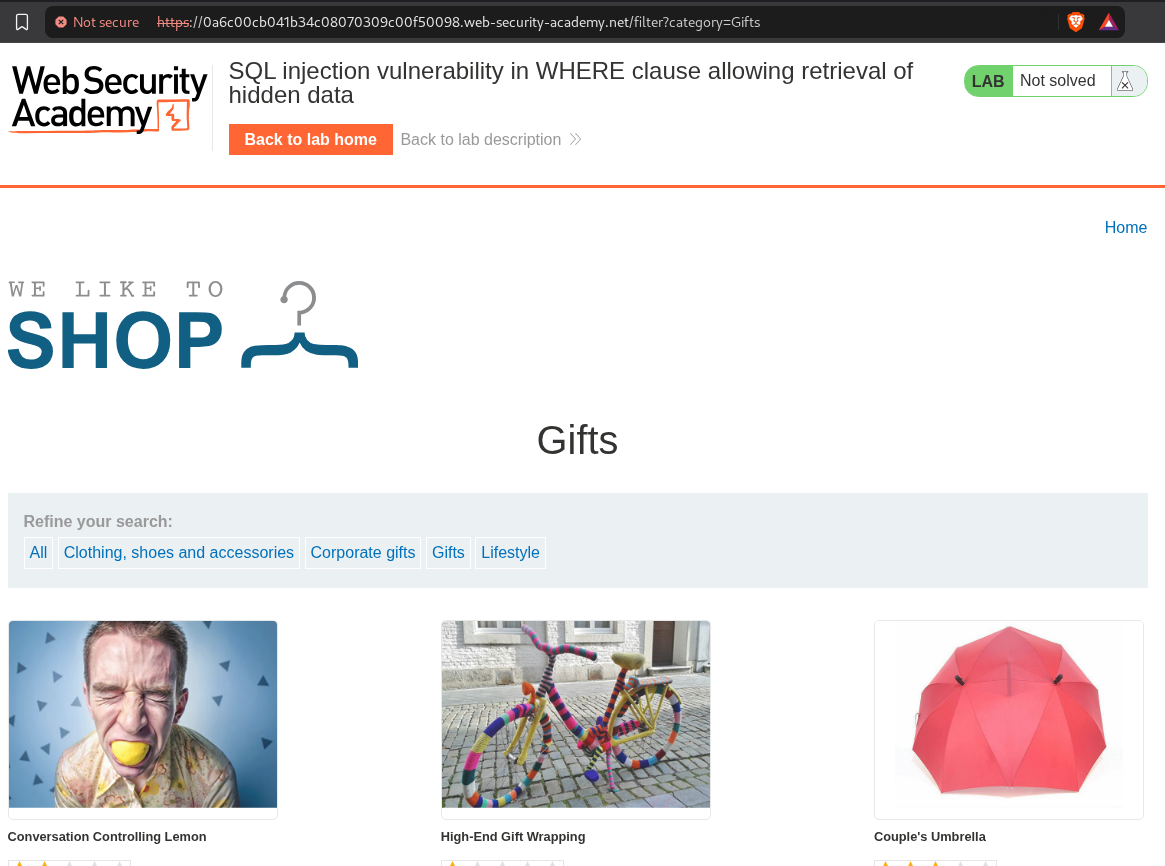 Not secure https://0a6c00cb041b34c08070309c00f50098.web-security-academy.net/filter?category=Gifts
Web Security
Academy
SQL injection vulnerability in WHERE clause allowing retrieval of
hidden data
Back to lab home
Back to lab description
LAB
Not solved
Home
WE LIKE TO
SHOP
Gifts
Refine your search:
All
Clothing, shoes and accessories
Corporate gifts
Gifts
Lifestyle
Conversation Controlling Lemon
High-End Gift Wrapping
Couple's Umbrella